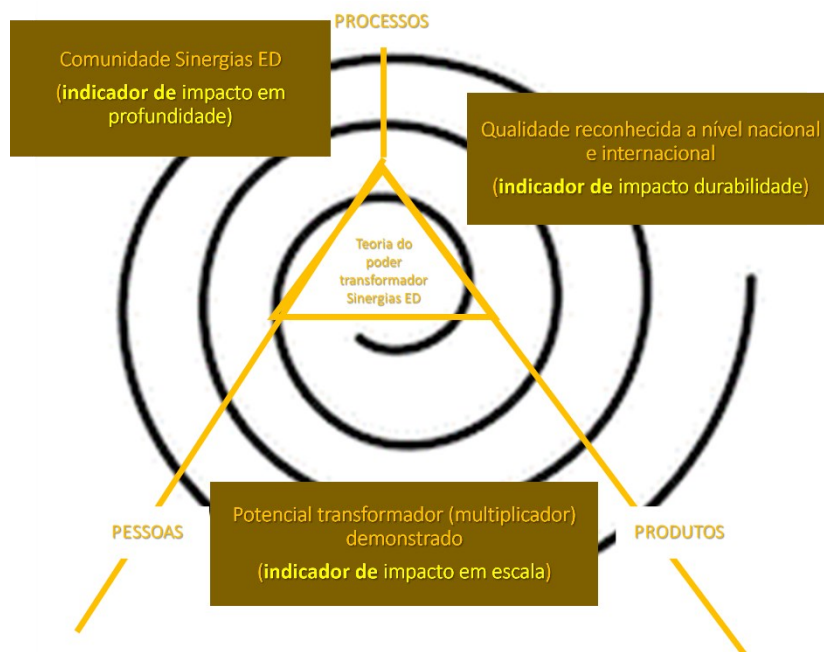 PROCESSOS
Comunidade Sinergias ED
(indicador de impacto em
profundidade)
Qualidade reconhecida a nível nacional
e internacional
(indicador de impacto durabilidade)
Teoria do
poder
transformador
Sinergias ED
PESSOAS
Potencial transformador (multiplicador)
demonstrado
(indicador de impacto em escala)
PRODUTOS